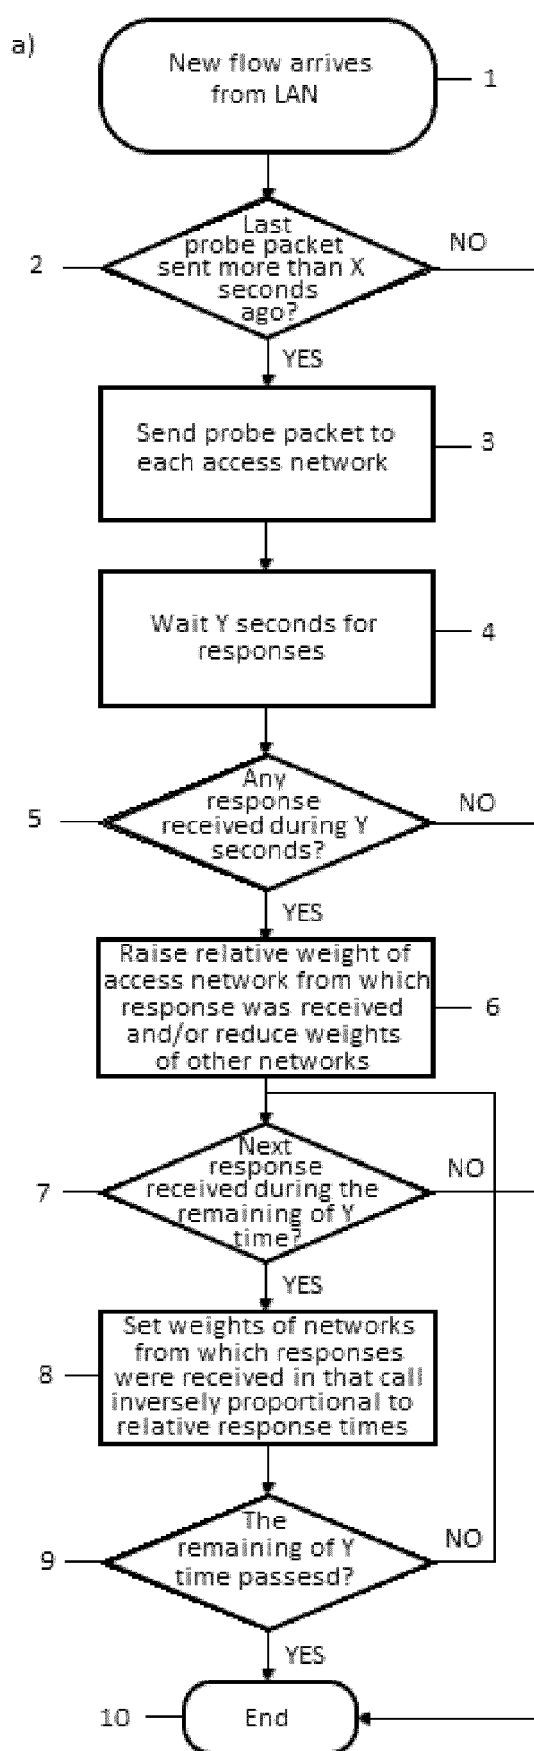 a)
New flow arrives
from LAN
1
Last
probe packet
sent more than X
seconds
ago?
2
NO
YES
Send probe packet to
each access network
3
Wait Y seconds for
responses
4
Any
response
received during Y
seconds?
5
NO
YES
Raise relative weight of
access network from which
response was received
and/or reduce weights
of other networks
6
Next
response
received during the
remaining of Y
time?
7
NO
YES
Set weights of networks
from which responses
were received in that call
inversely proportional to
relative response times
8
The
remaining of Y
time passesd?
9
NO
YES
10
End